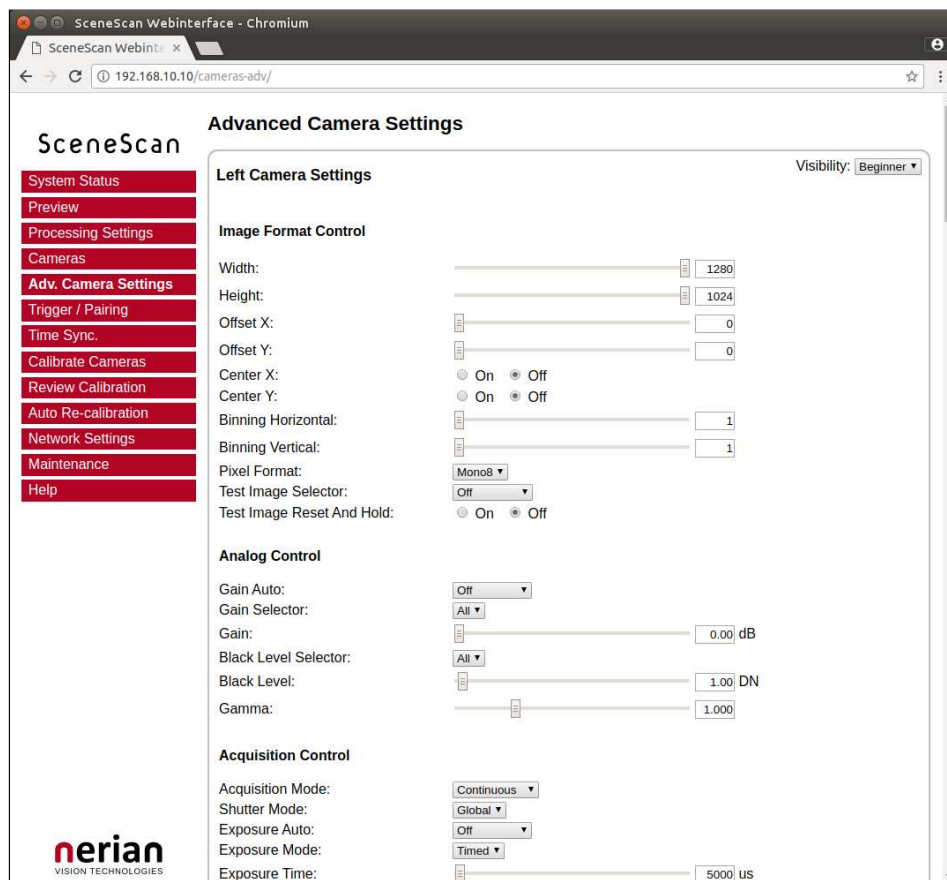 SceneScan Webinterface - Chromium
SceneScan Webinte
192.168.10.10/cameras-adv/
SceneScan
System Status
Preview
Processing Settings
Cameras
Adv. Camera Settings
Trigger / Pairing
Time Sync.
Calibrate Cameras
Review Calibration
Auto Re-calibration
Network Settings
Maintenance
Help
nerian
VISION TECHNOLOGIES
Advanced Camera Settings
Visibility: Beginner
Left Camera Settings
Image Format Control
Width: 1280
Height: 1024
Offset X: 0
Offset Y: 0
Center X: On Off
Center Y: On Off
Binning Horizontal: 1
Binning Vertical: 1
Pixel Format: Mono8
Test Image Selector: Off
Test Image Reset And Hold: On Off
Analog Control
Gain Auto: Off
Gain Selector: All
Gain: 0.00 dB
Black Level Selector: All
Black Level: 1.00 DN
Gamma: 1.000
Acquisition Control
Acquisition Mode: Continuous
Shutter Mode: Global
Exposure Auto: Off
Exposure Mode: Timed
Exposure Time: 5000 us